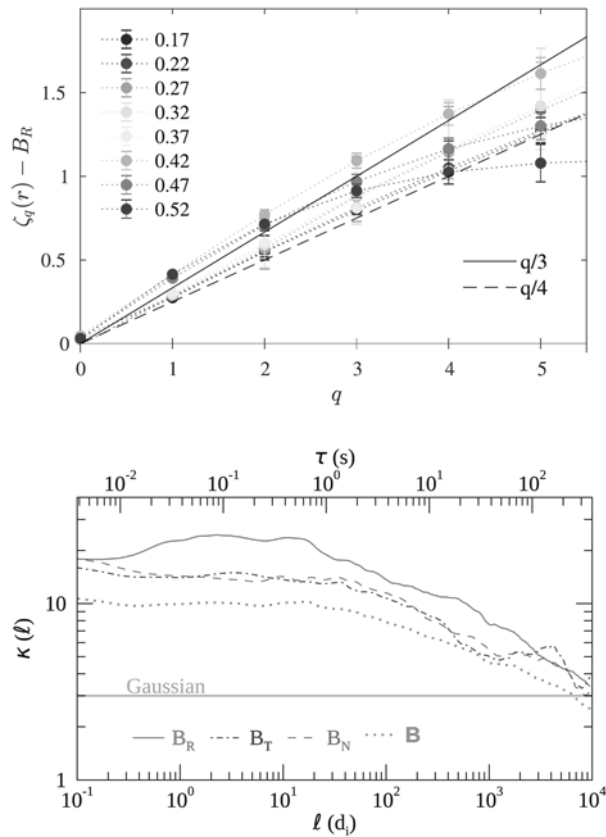 ζq(r) − BR
1.5
1
0.5
0
0.17
0.22
0.27
0.32
0.37
0.42
0.47
0.52
q/3
q/4
0 1 2 3 4 5
q
τ (s)
10⁻² 10⁻¹ 10⁰ 10¹ 10²
κ (ℓ)
10
1
Gaussian
BR BT BN B
10⁻¹ 10⁰ 10¹ 10² 10³ 10⁴
ℓ (di)